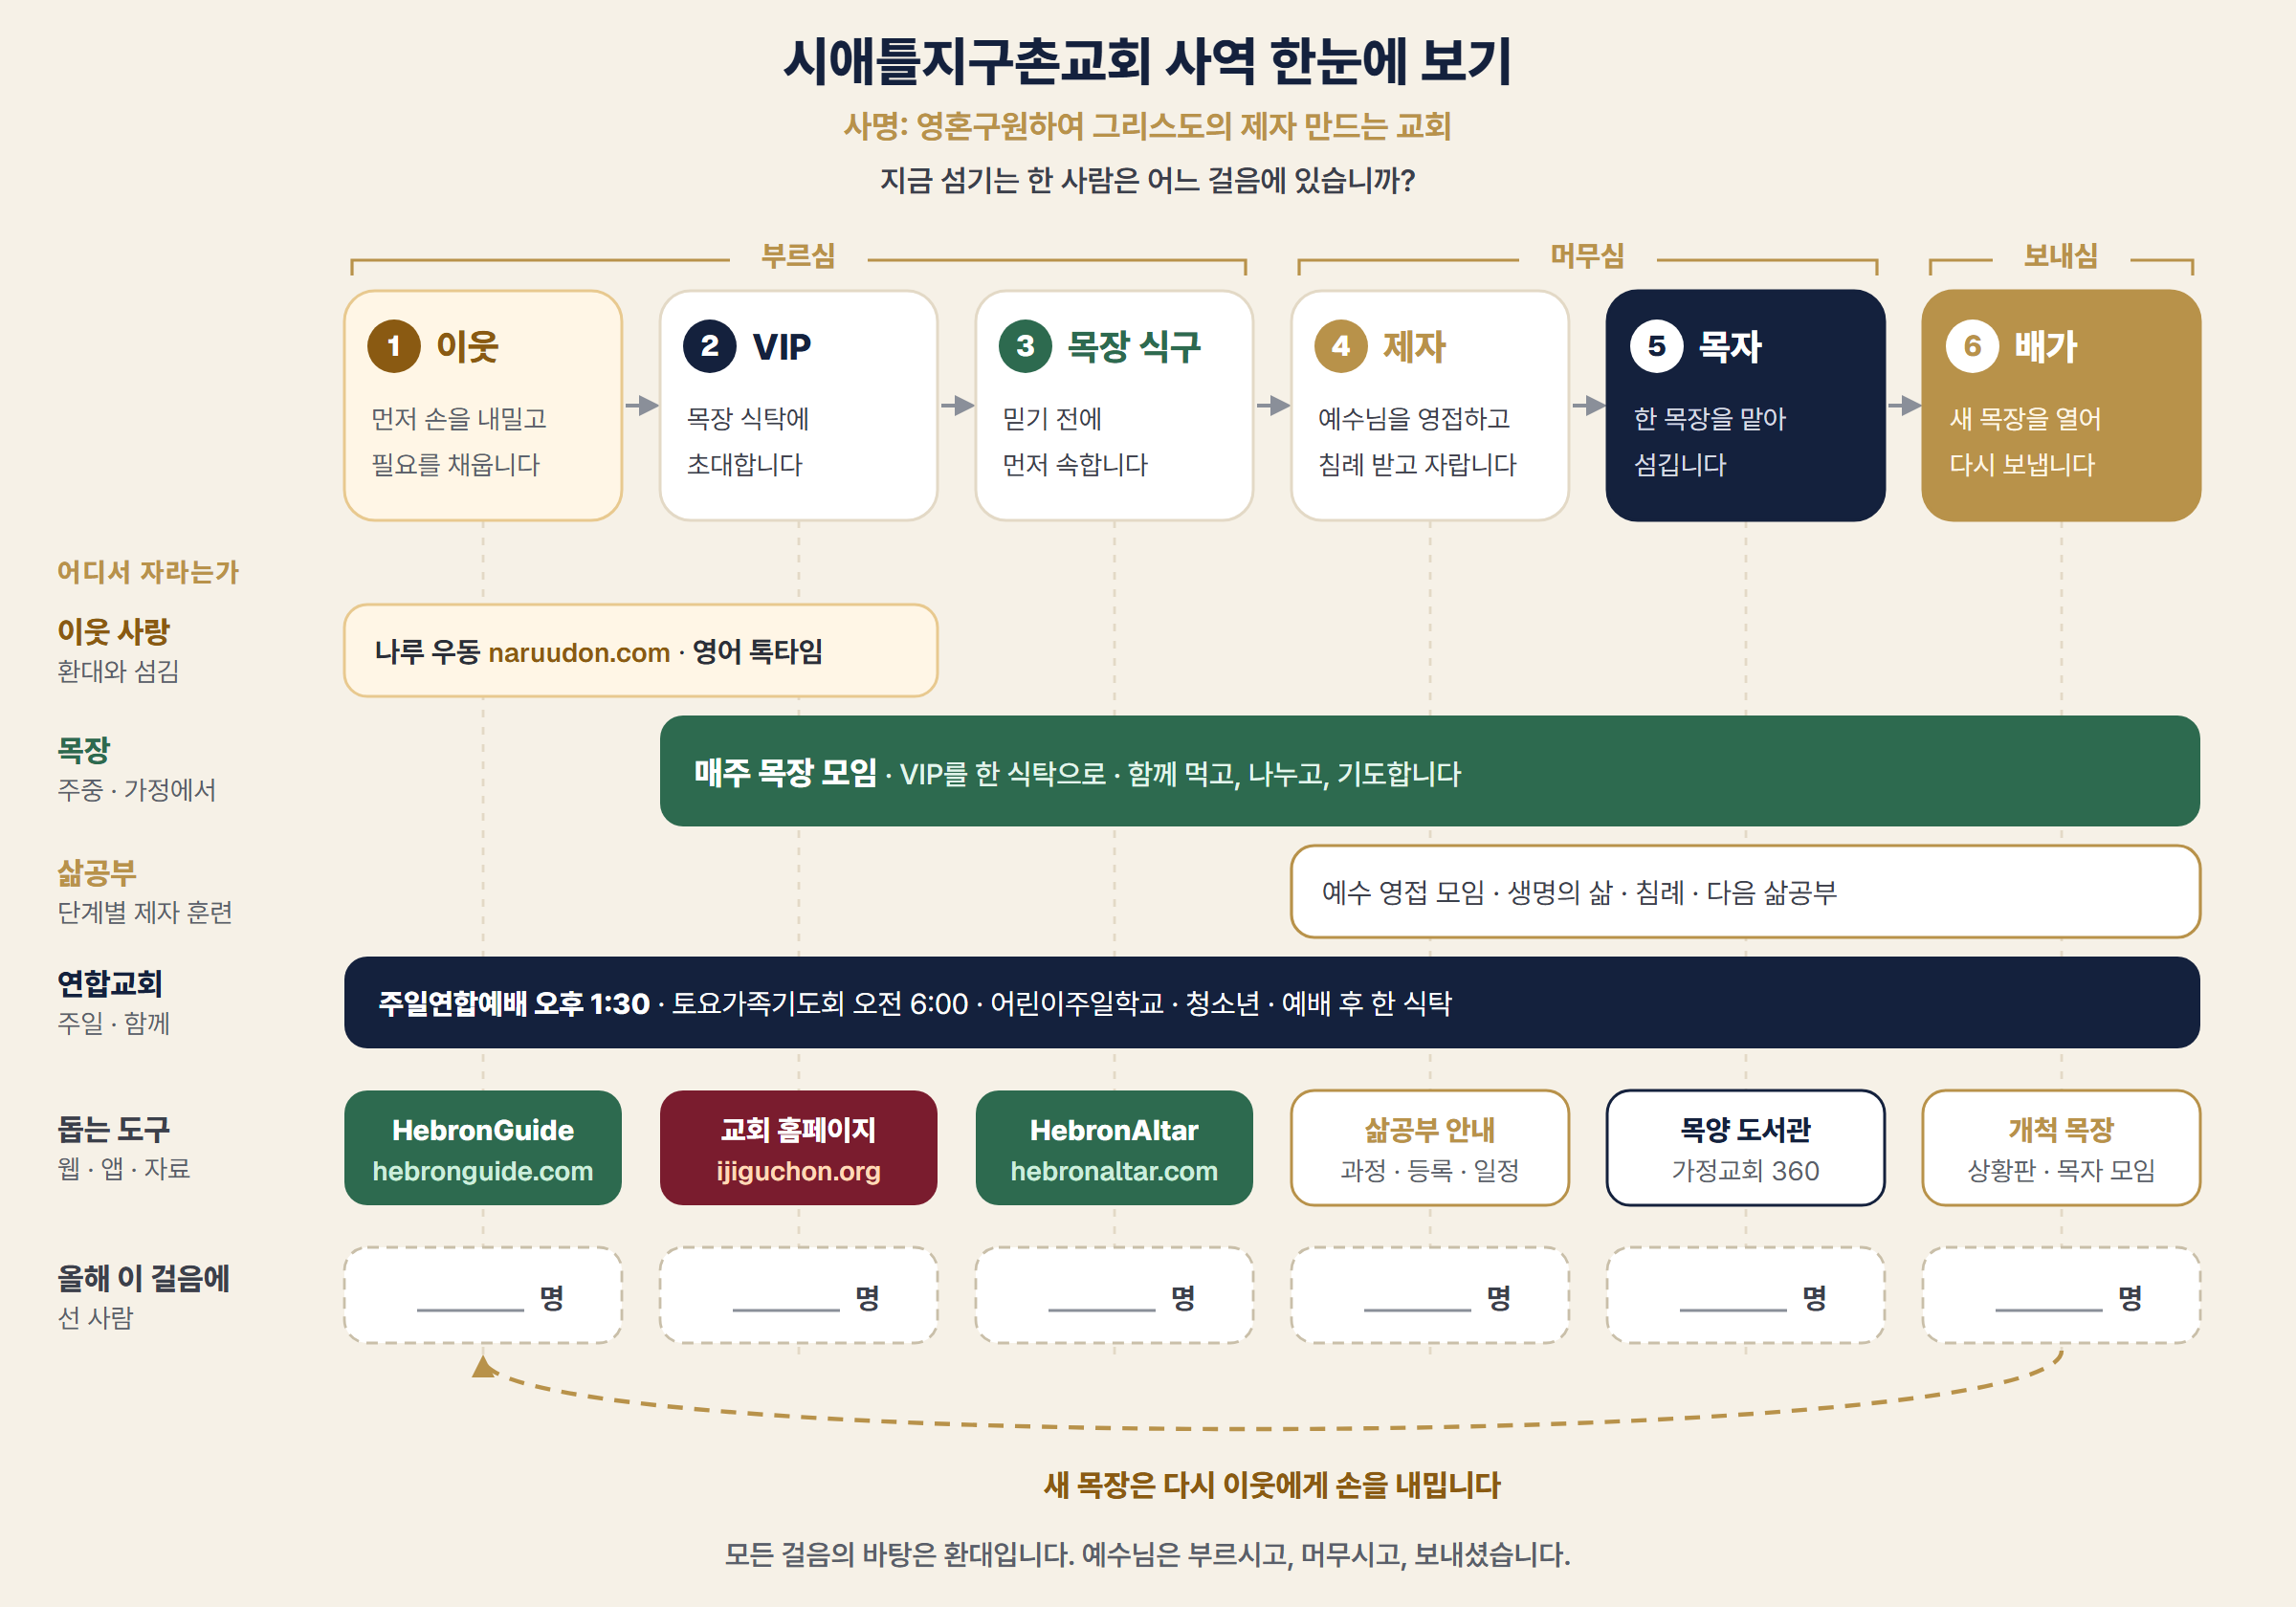 시애틀지구촌교회 사역 한눈에 보기
사명: 영혼구원하여 그리스도의 제자 만드는 교회
지금 섬기는 한 사람은 어느 걸음에 있습니까?
부르심
머무심
보내심
1 이웃
먼저 손을 내밀고
필요를 채웁니다
2 VIP
목장 식탁에
초대합니다
3 목장 식구
믿기 전에
먼저 속합니다
4 제자
예수님을 영접하고
침례 받고 자랍니다
5 목자
한 목장을 맡아
섬깁니다
6 배가
새 목장을 열어
다시 보냅니다
어디서 자라는가
이웃 사랑
환대와 섬김
나루 우동 naruudon.com · 영어 톡타임
목장
주중 · 가정에서
매주 목장 모임 · VIP를 한 식탁으로 · 함께 먹고, 나누고, 기도합니다
삶공부
단계별 제자 훈련
예수 영접 모임 · 생명의 삶 · 침례 · 다음 삶공부
연합교회
주일 · 함께
주일연합예배 오후 1:30 · 토요가족기도회 오전 6:00 · 어린이주일학교 · 청소년 · 예배 후 한 식탁
돕는 도구
웹 · 앱 · 자료
HebronGuide
hebronguide.com
교회 홈페이지
ijiguchon.org
HebronAltar
hebronaltar.com
삶공부 안내
과정 · 등록 · 일정
목양 도서관
가정교회 360
개척 목장
상황판 · 목자 모임
올해 이 걸음에
선 사람
명
명
명
명
명
명
새 목장은 다시 이웃에게 손을 내밉니다
모든 걸음의 바탕은 환대입니다. 예수님은 부르시고, 머무시고, 보내셨습니다.